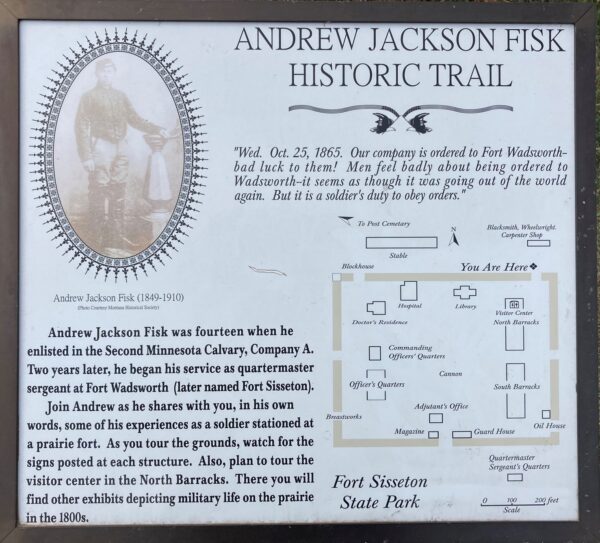 ANDREW JACKSON FISK
HISTORIC TRAIL
"Wed. Oct. 25, 1865. Our company is ordered to Fort Wadsworth-
bad luck to them! Men feel badly about being ordered to
Wadsworth-it seems as though it was going out of the world
again. But it is a soldier's duty to obey orders."
Andrew Jackson Fisk (1849-1910)
(Photo Courtesy Montana Historical Society)
Andrew Jackson Fisk was fourteen when he
enlisted in the Second Minnesota Calvary, Company A.
Two years later, he began his service as quartermaster
sergeant at Fort Wadsworth (later named Fort Sisseton).
Join Andrew as he shares with you, in his own
words, some of his experiences as a soldier stationed at
a prairie fort. As you tour the grounds, watch for the
signs posted at each structure. Also, plan to tour the
visitor center in the North Barracks. There you will
find other exhibits depicting military life on the prairie
in the 1800s.
To Post Cemetary
N
Stable
Blacksmith, Wheelwright,
Carpenter Shop
Blockhouse
You Are Here
Hospital
Library
Visitor Center
North Barracks
Doctor's Residence
Commanding
Officers' Quarters
Cannon
Officer's Quarters
South Barracks
Breastworks
Adjutant's Office
Magazine
Guard House
Oil House
Quartermaster
Sergeant's Quarters
Fort Sisseton
State Park
0 100 200 feet
Scale